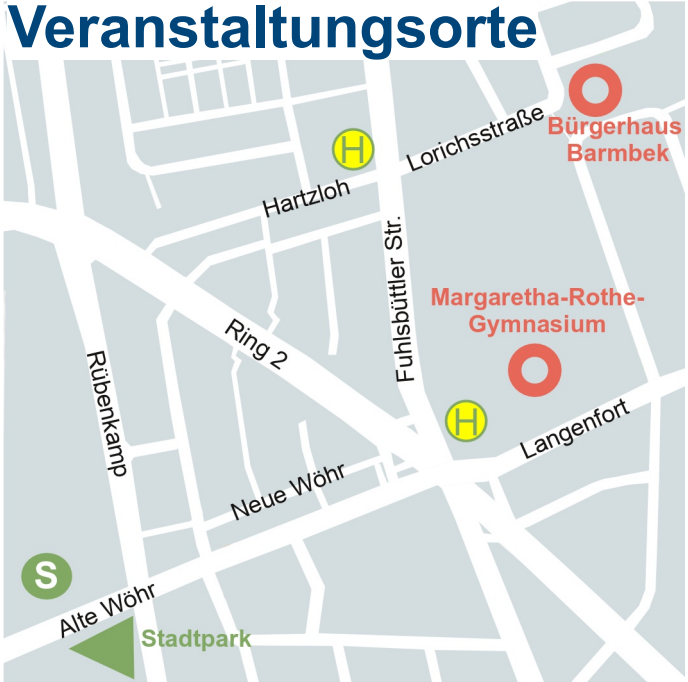 Veranstaltungsorte
Bürgerhaus
Barmbek
H
Lorichsstraße
Hartzloh
Fuhlsbüttler Str.
Margaretha-Rothe-
Gymnasium
Ring 2
Rübenkamp
H
Langenfort
Neue Wöhr
S
Alte Wöhr
Stadtpark